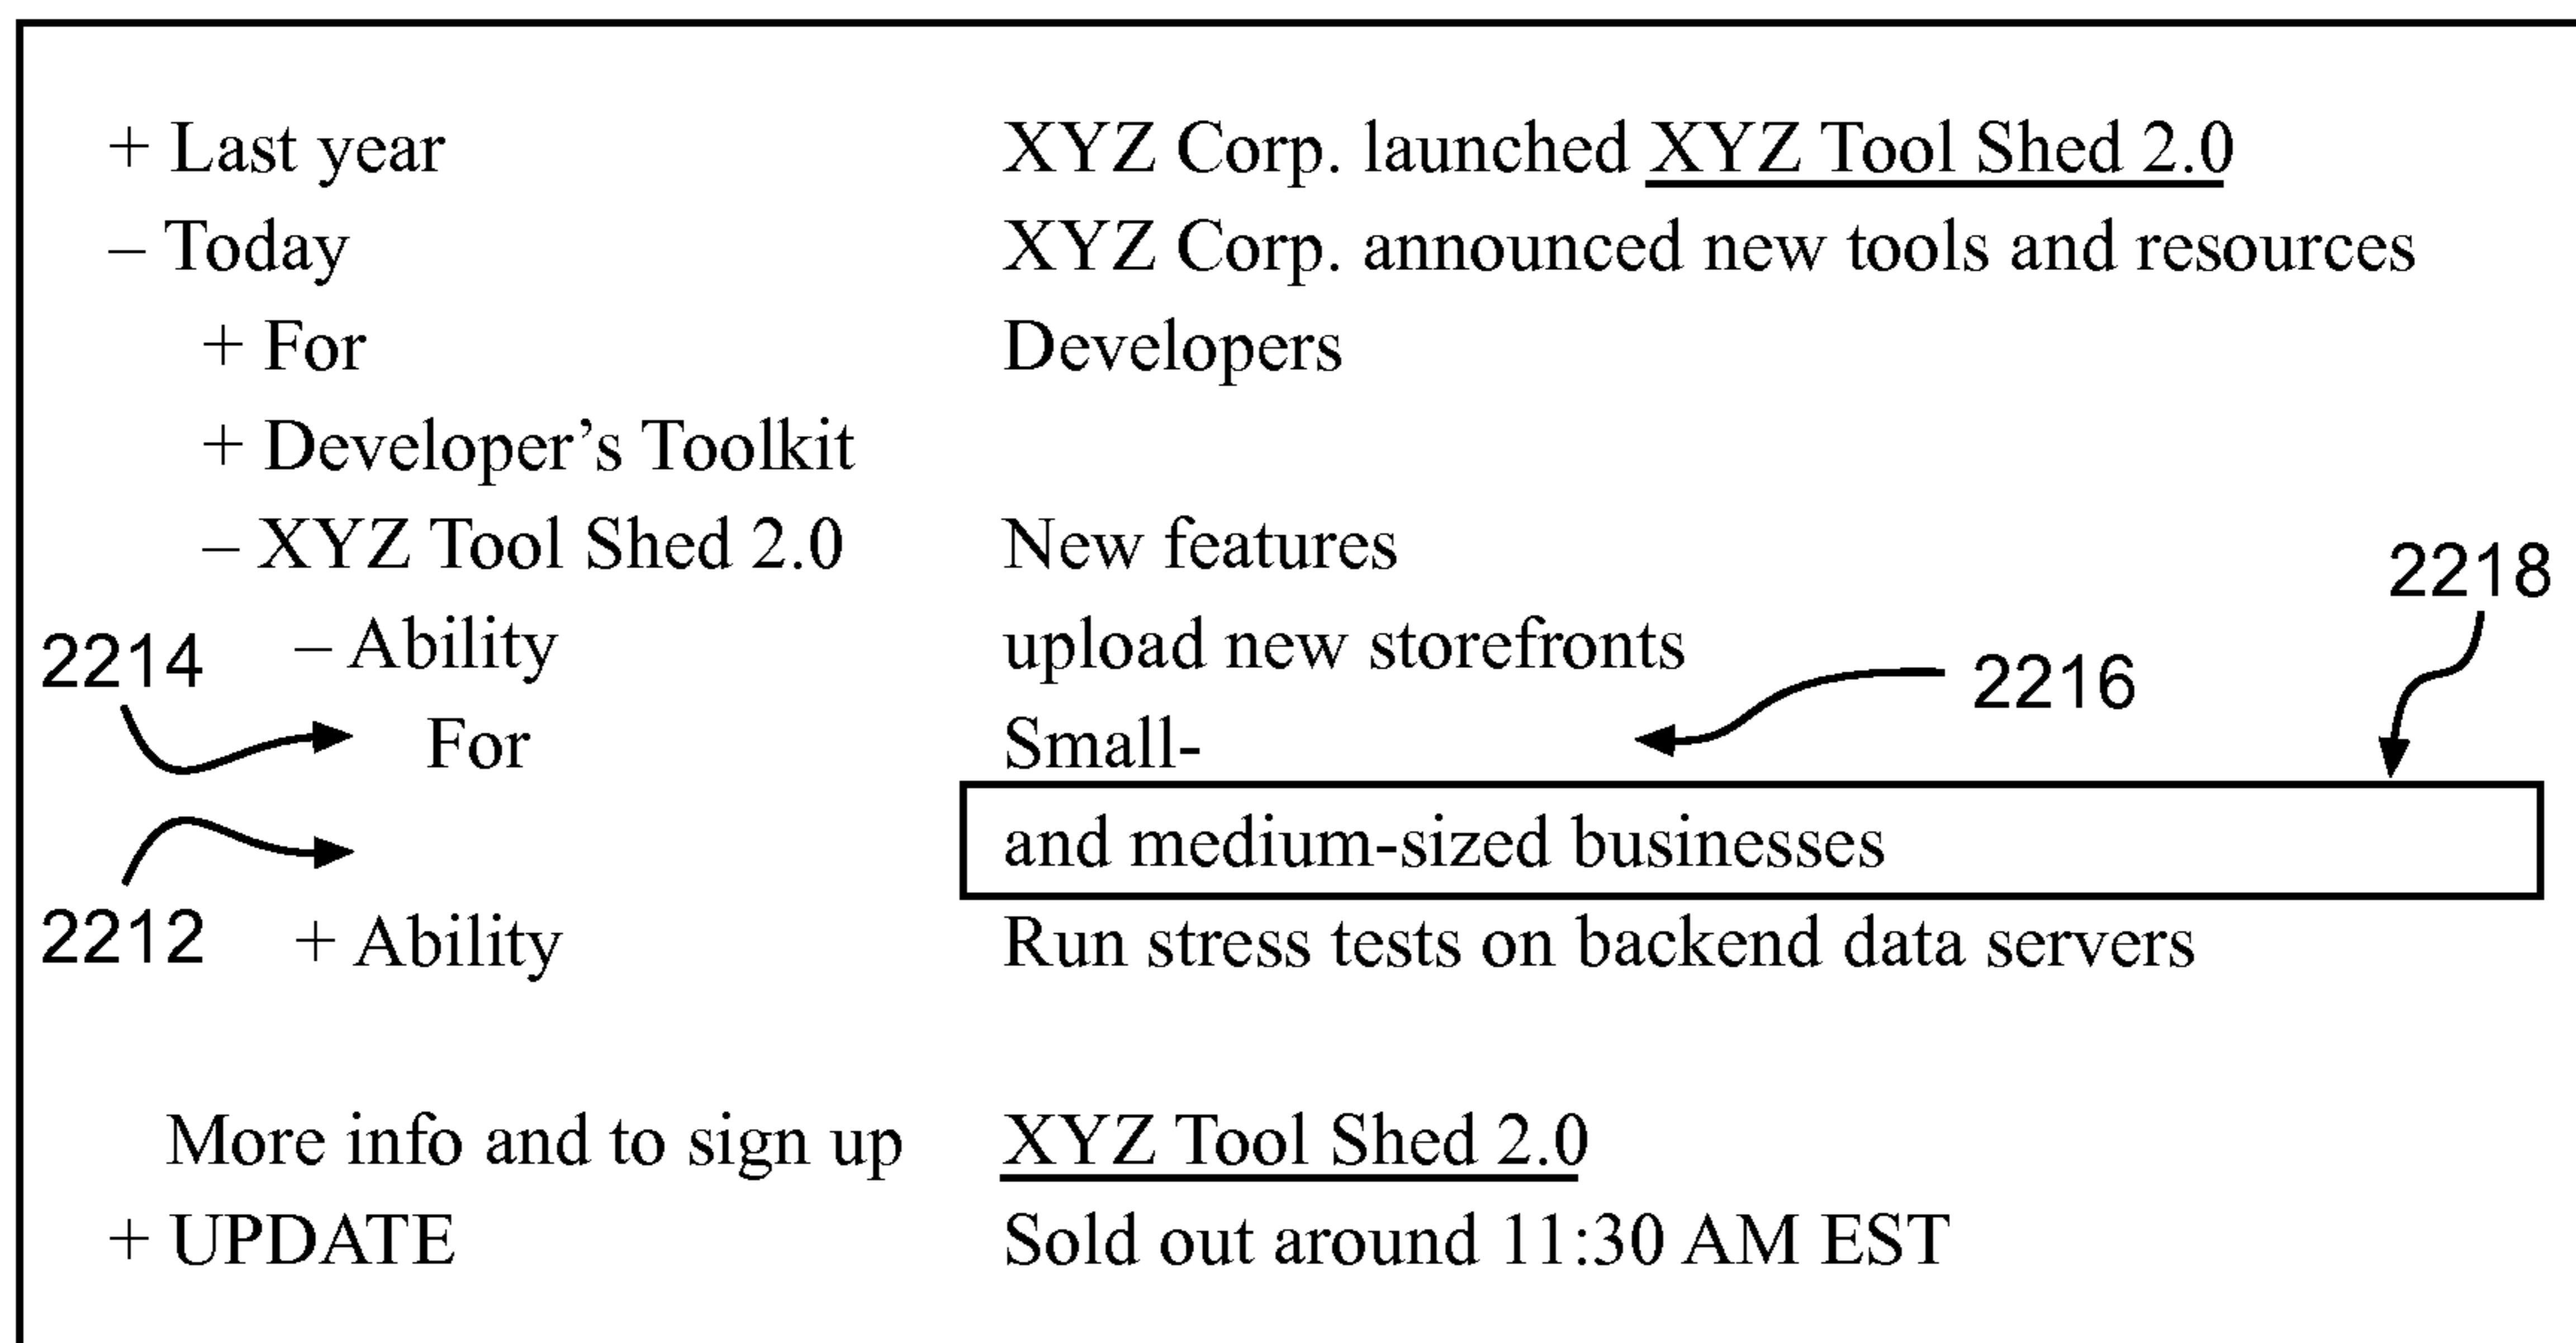 + Last year XYZ Corp. launched XYZ Tool Shed 2.0
– Today XYZ Corp. announced new tools and resources
+ For Developers
+ Developer’s Toolkit
– XYZ Tool Shed 2.0 New features
2218
– Ability upload new storefronts
2214
2216
For Small-
and medium-sized businesses
2212
+ Ability Run stress tests on backend data servers
More info and to sign up XYZ Tool Shed 2.0
+ UPDATE Sold out around 11:30 AM EST